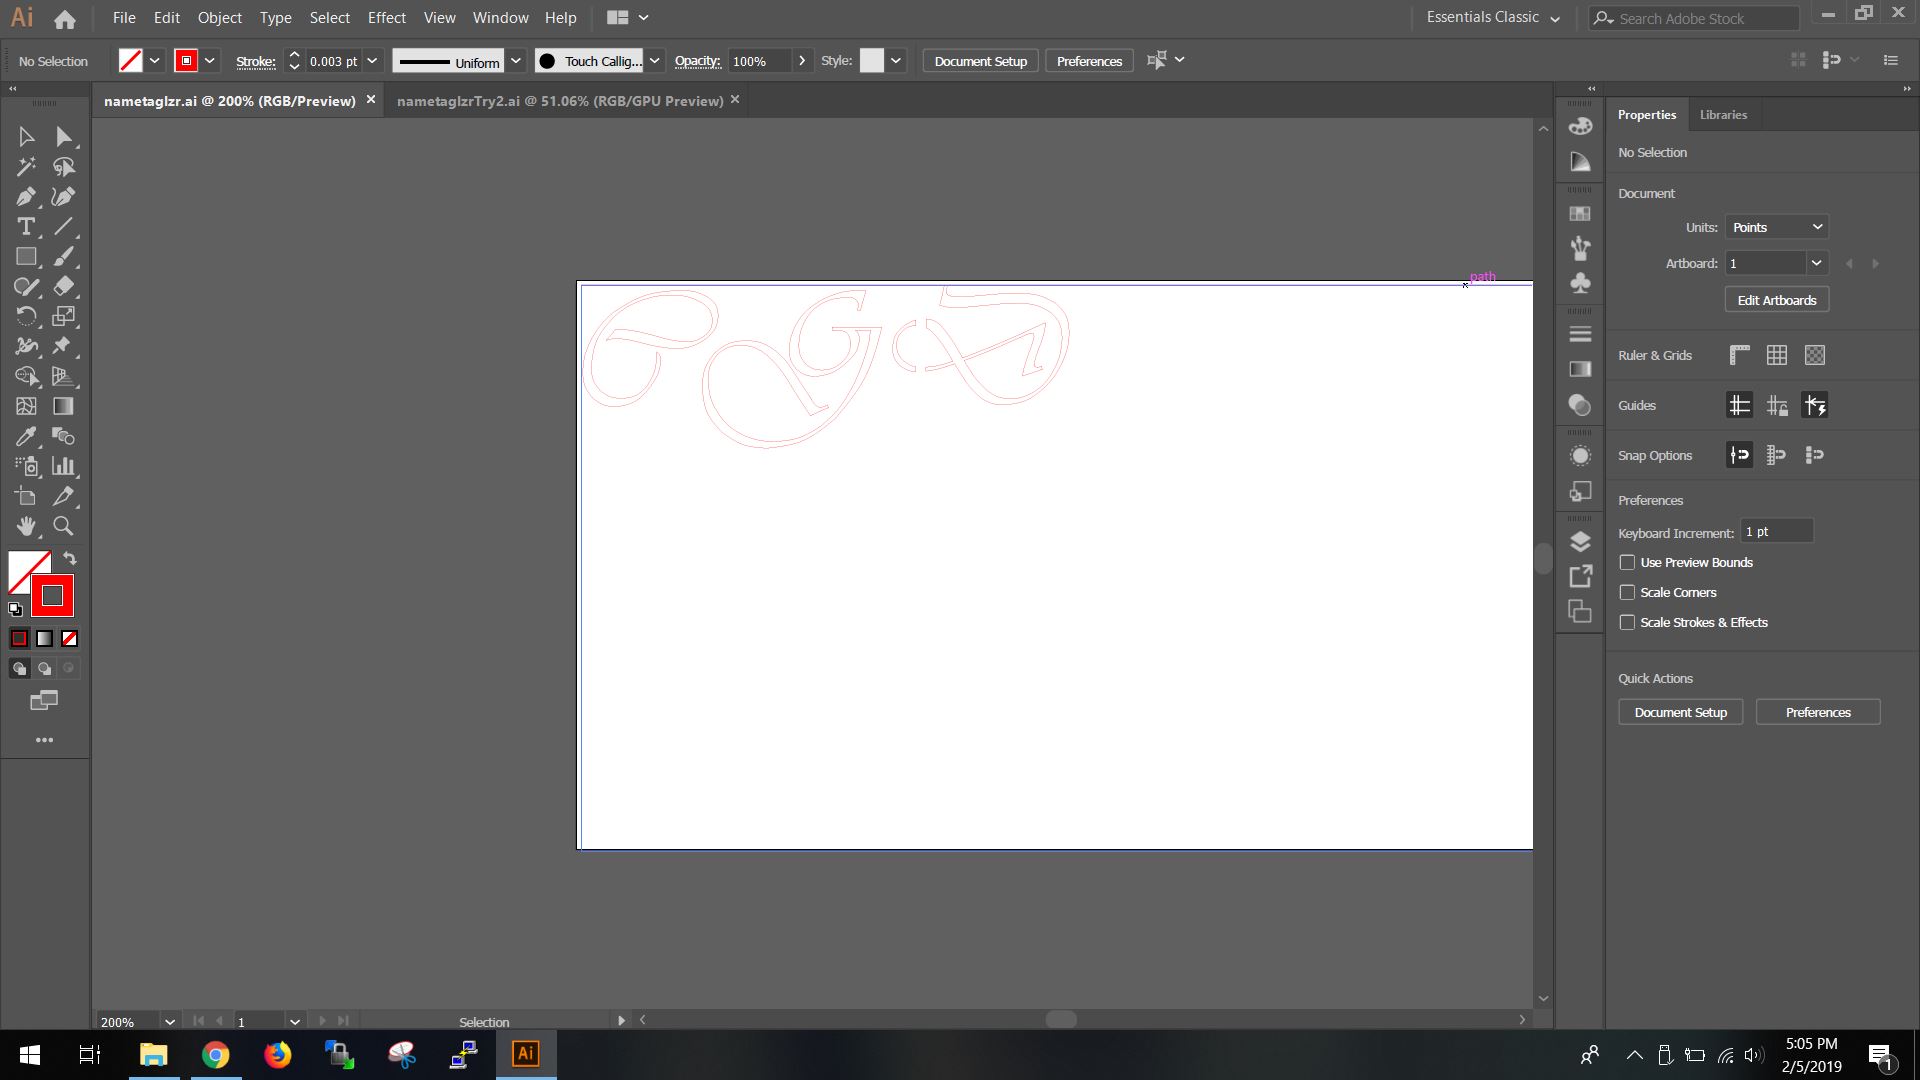 Ai File Edit Object Type Select Effect View Window Help Essentials Classic Search Adobe Stock
No Selection Stroke: 0.003 pt Uniform Touch Callig... Opacity: 100% Style: Document Setup Preferences
nametaglzr.ai @ 200% (RGB/Preview) nametaglzrTry2.ai @ 51.06% (RGB/GPU Preview)
Properties Libraries
No Selection
Document
Units: Points
Artboard: 1
Edit Artboards
path
Ruler & Grids
Guides
Snap Options
Preferences
Keyboard Increment: 1 pt
Use Preview Bounds
Scale Corners
Scale Strokes & Effects
Quick Actions
Document Setup Preferences
200% 1 Selection
Ai
5:05 PM
2/5/2019
1